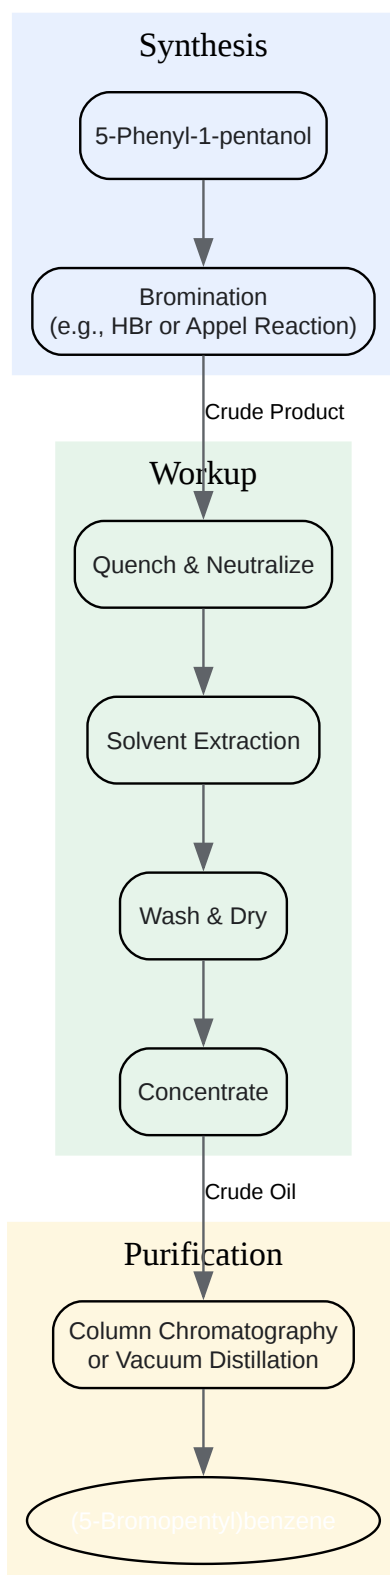 Synthesis
5-Phenyl-1-pentanol
Bromination
(e.g., HBr or Appel Reaction)
Crude Product
Workup
Quench & Neutralize
Solvent Extraction
Wash & Dry
Concentrate
Crude Oil
Purification
Column Chromatography
or Vacuum Distillation
(5-Bromopentyl)benzene